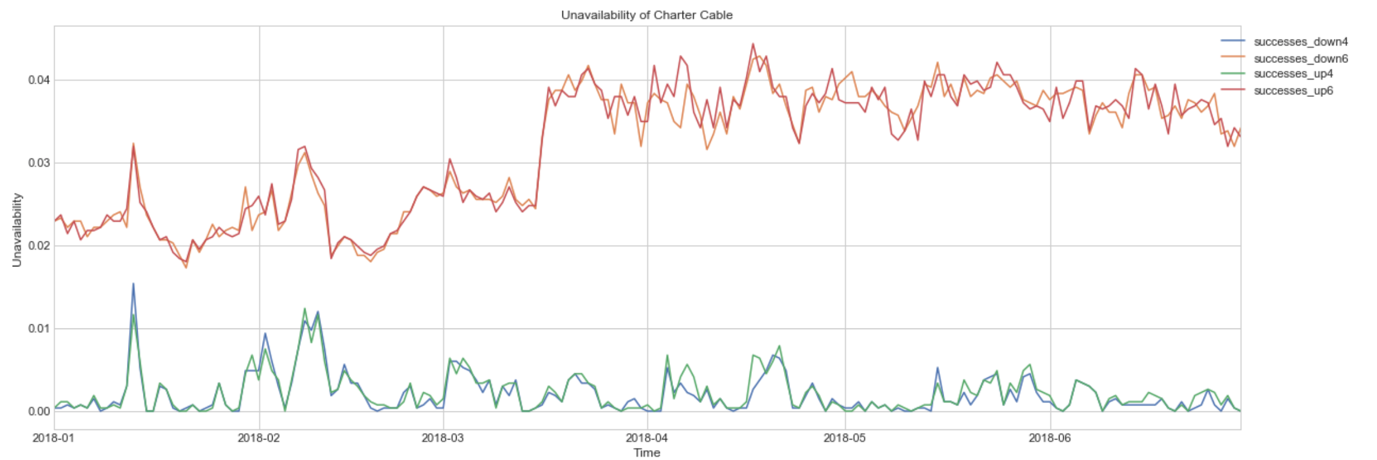 Unavailability of Charter Cable
successes_down4
successes_down6
successes_up4
successes_up6
0.04
0.03
0.02
0.01
0.00
Unavailability
2018-01 2018-02 2018-03 2018-04 2018-05 2018-06
Time